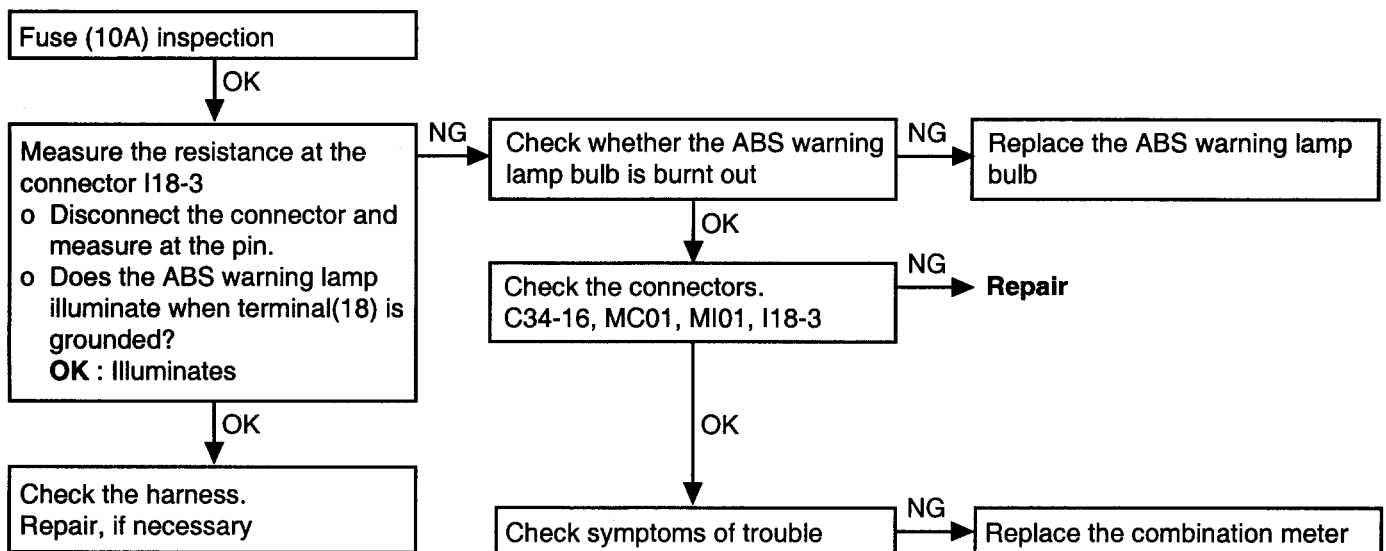 Fuse (10A) inspection
OK
Measure the resistance at the
connector I18-3
o Disconnect the connector and
measure at the pin.
o Does the ABS warning lamp
illuminate when terminal(18) is
grounded?
OK : Illuminates
OK
Check the harness.
Repair, if necessary
NG
Check whether the ABS warning
lamp bulb is burnt out
NG
Replace the ABS warning lamp
bulb
OK
Check the connectors.
C34-16, MC01, MI01, I18-3
NG
Repair
OK
Check symptoms of trouble
NG
Replace the combination meter